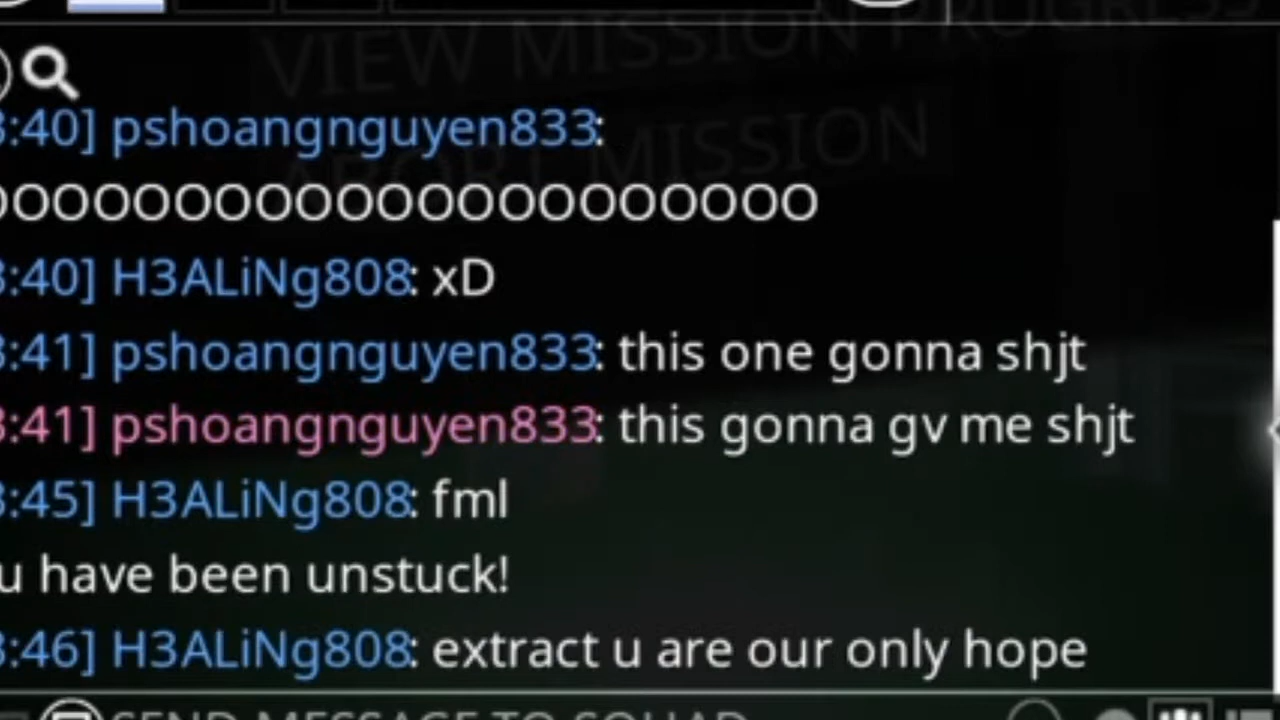 VIEW MISSION PROGRESS
:40] pshoangnguyen833:
ABORT MISSION
OOOOOOOOOOOOOOOOOOOOO
:40] H3ALiNg808: xD
:41] pshoangnguyen833: this one gonna shjt
:41] pshoangnguyen833: this gonna gv me shjt
:45] H3ALiNg808: fml
u have been unstuck!
:46] H3ALiNg808: extract u are our only hope
SEND MESSAGE TO SQUAD